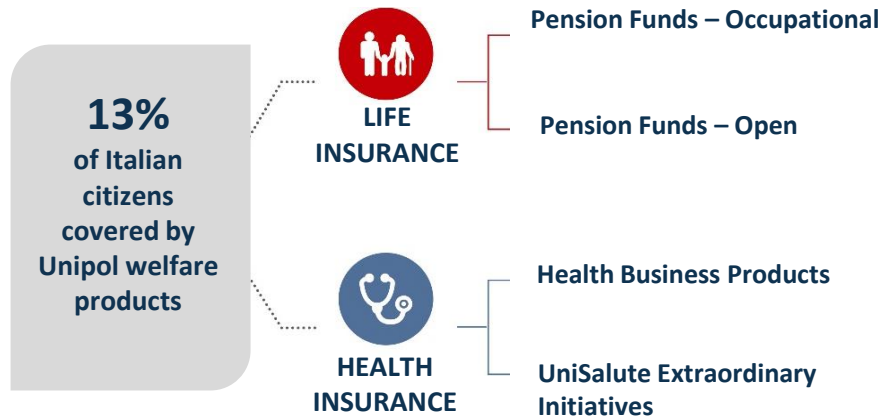 13%
of Italian
citizens
covered by
Unipol welfare
products
LIFE
INSURANCE
Pension Funds – Occupational
Pension Funds – Open
HEALTH
INSURANCE
Health Business Products
UniSalute Extraordinary
Initiatives